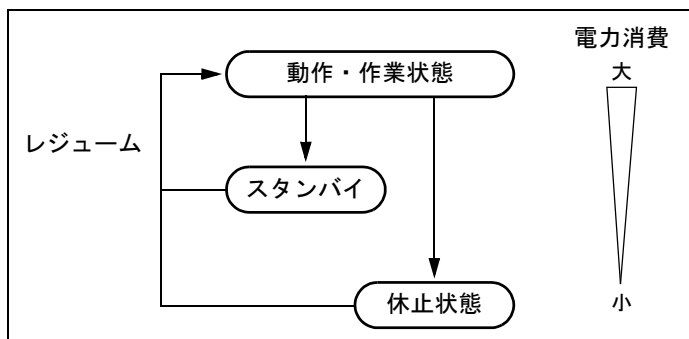 電力消費
大
動作・作業状態
レジューム
スタンバイ
休止状態
小